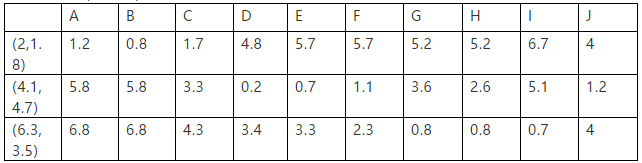 A B C D E F G H I J
(2,1.8) 1.2 0.8 1.7 4.8 5.7 5.7 5.2 5.2 6.7 4
(4.1,4.7) 5.8 5.8 3.3 0.2 0.7 1.1 3.6 2.6 5.1 1.2
(6.3,3.5) 6.8 6.8 4.3 3.4 3.3 2.3 0.8 0.8 0.7 4